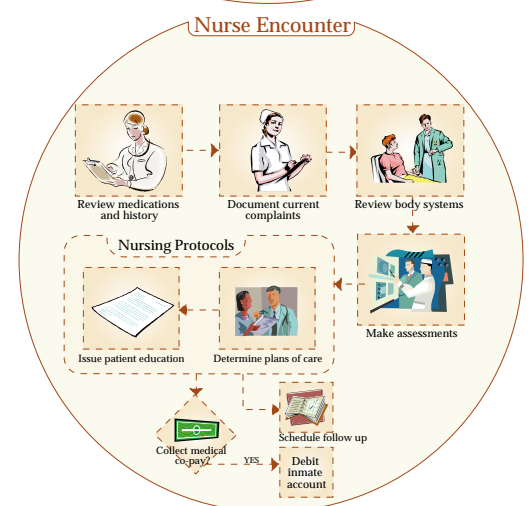 Nurse Encounter
Review medications
and history
Document current
complaints
Review body systems
Nursing Protocols
Make assessments
Issue patient education
Determine plans of care
Schedule follow up
Collect medical
co-pay?
YES
Debit
inmate
account